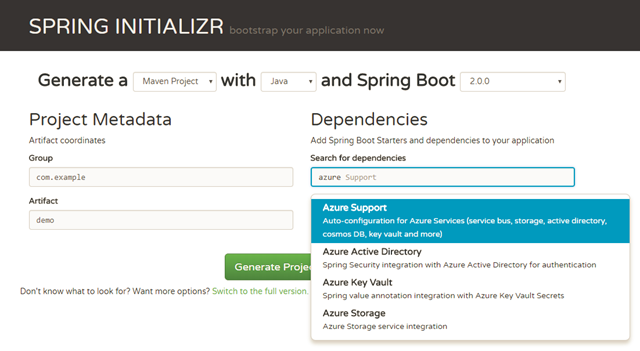 SPRING INITIALIZR bootstrap your application now
Generate a Maven Project with Java and Spring Boot 2.0.0
Project Metadata
Artifact coordinates
Group
com.example
Artifact
demo
Dependencies
Add Spring Boot Starters and dependencies to your application
Search for dependencies
azure Support
Azure Support
Auto-configuration for Azure Services (service bus, storage, active directory,
cosmos DB, key vault and more)
Azure Active Directory
Spring Security integration with Azure Active Directory for authentication
Azure Key Vault
Spring value annotation integration with Azure Key Vault Secrets
Azure Storage
Azure Storage service integration
Generate Projec
Don't know what to look for? Want more options? Switch to the full version.